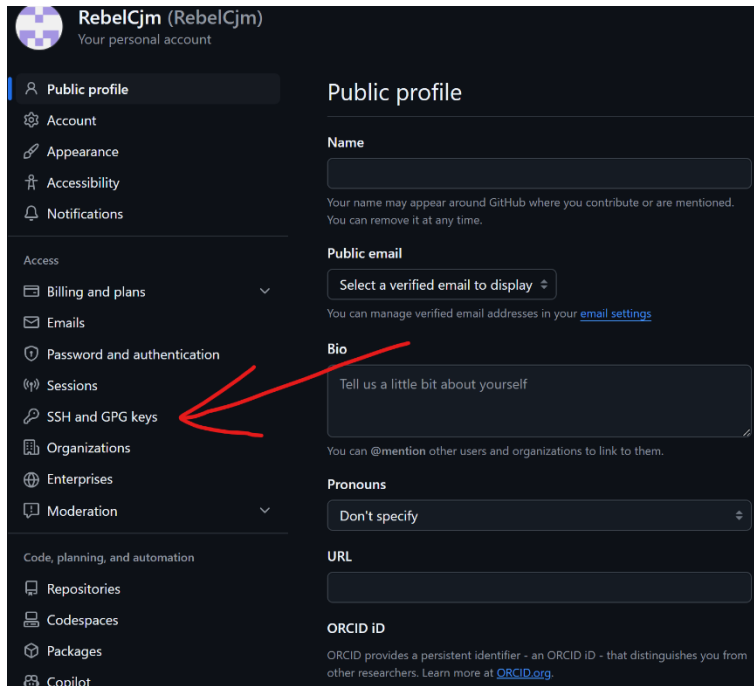 RebelCjm (RebelCjm)
Your personal account
Public profile
Account
Appearance
Accessibility
Notifications
Access
Billing and plans
Emails
Password and authentication
Sessions
SSH and GPG keys
Organizations
Enterprises
Moderation
Code, planning, and automation
Repositories
Codespaces
Packages
Copilot
Public profile
Name
Your name may appear around GitHub where you contribute or are mentioned.
You can remove it at any time.
Public email
Select a verified email to display
You can manage verified email addresses in your email settings
Bio
Tell us a little bit about yourself
You can @mention other users and organizations to link to them.
Pronouns
Don't specify
URL
ORCID iD
ORCID provides a persistent identifier - an ORCID iD - that distinguishes you from
other researchers. Learn more at ORCID.org.